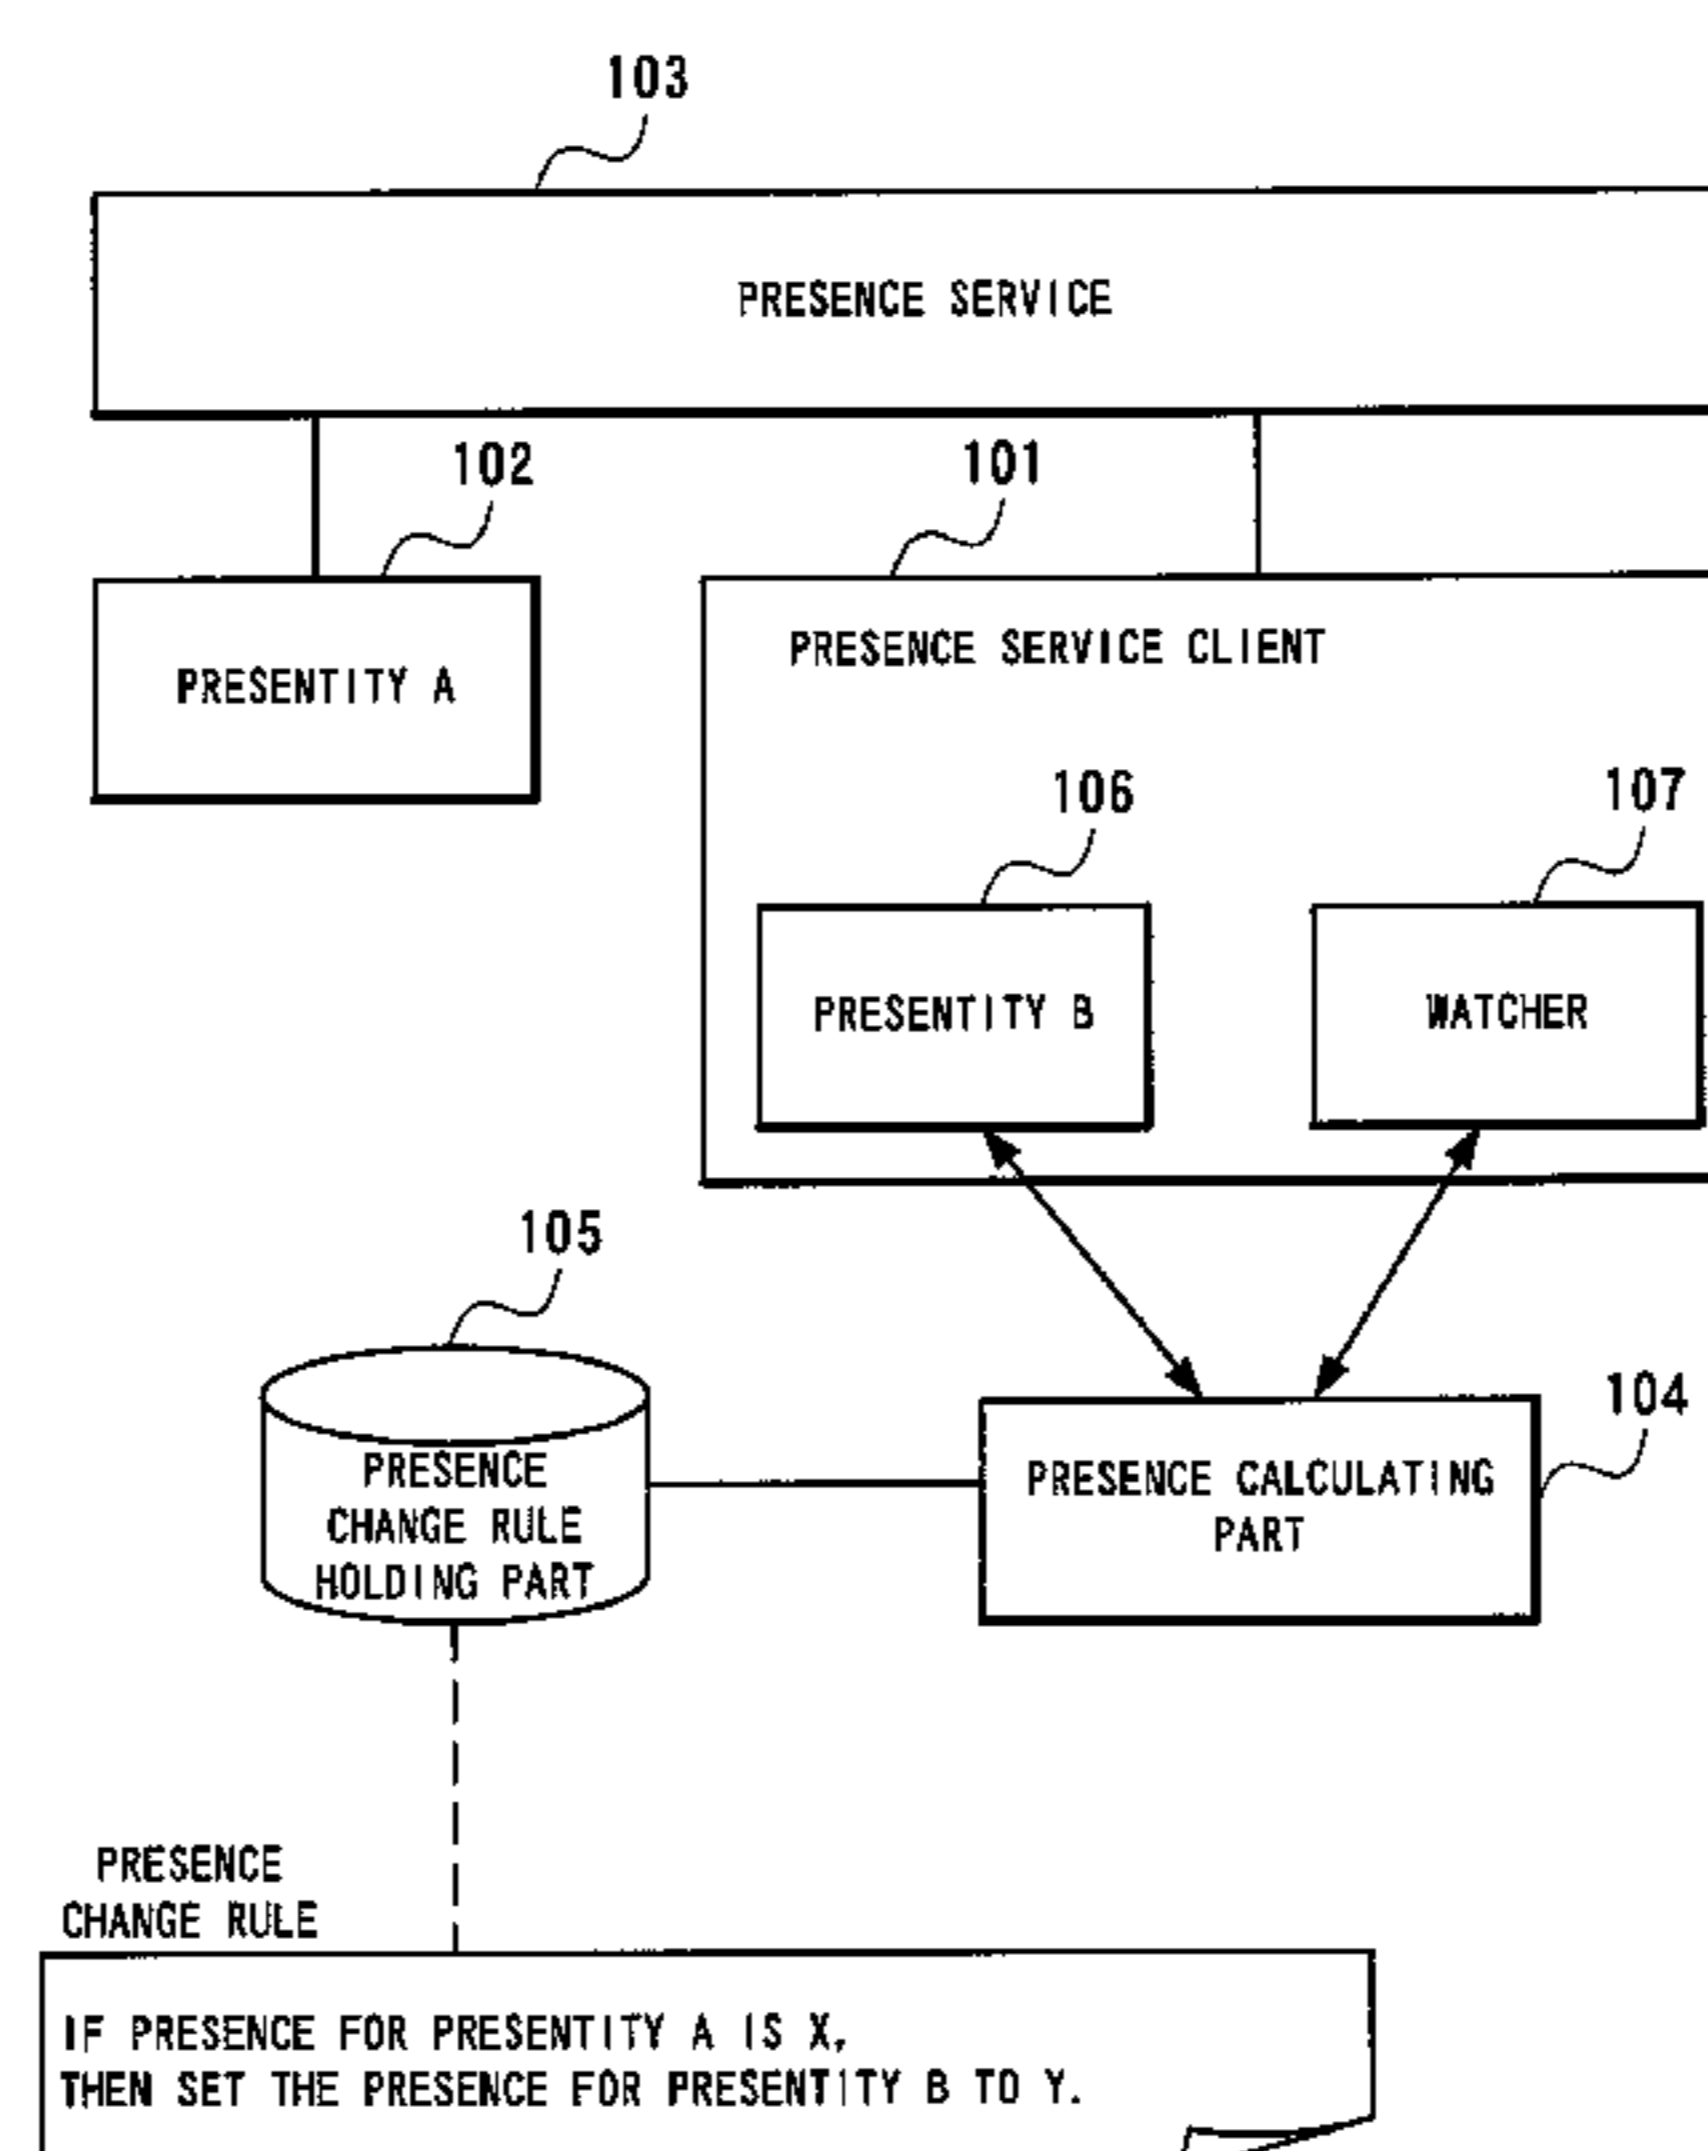 103
PRESENCE SERVICE
102
101
PRESENTITY A
PRESENCE SERVICE CLIENT
106
107
PRESENTITY B
WATCHER
105
104
PRESENCE
CHANGE RULE
HOLDING PART
PRESENCE CALCULATING
PART
PRESENCE
CHANGE RULE
IF PRESENCE FOR PRESENTITY A IS X,
THEN SET THE PRESENCE FOR PRESENTITY B TO Y.